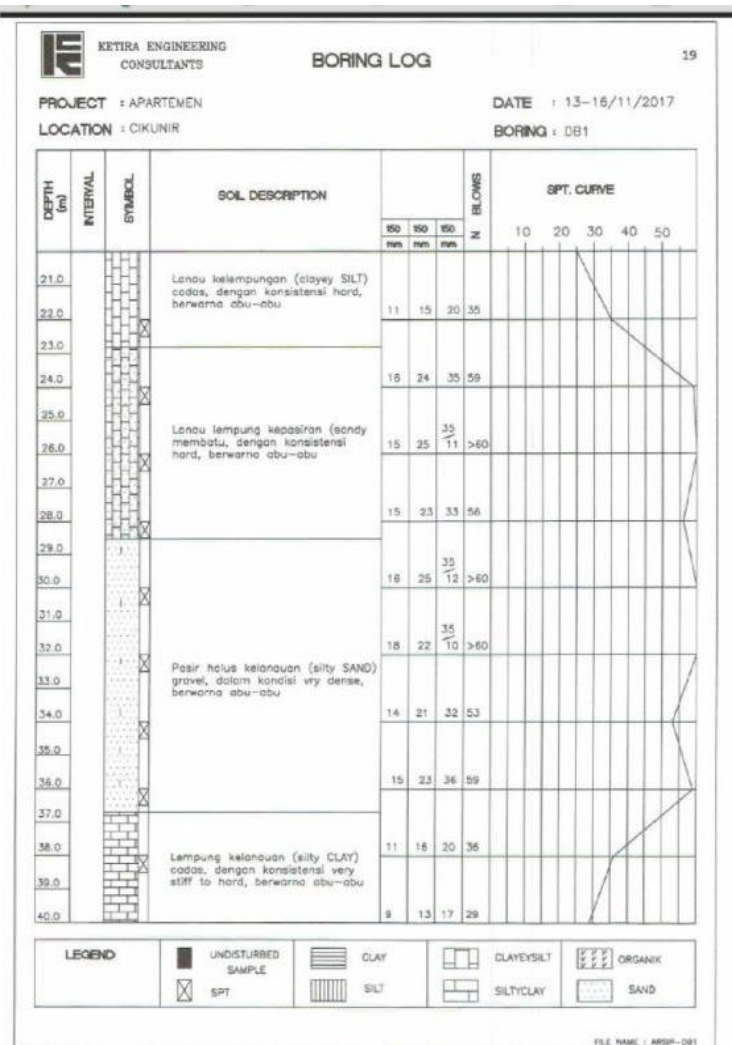 KETIRA ENGINEERING
CONSULTANTS
BORING LOG
19
PROJECT : APARTEMEN
DATE : 13-16/11/2017
LOCATION : CIKUNIR
BORING : DB1
DEPTH (m)
INTERVAL
SYMBOL
SOIL DESCRIPTION
150 mm
150 mm
150 mm
N BLOWS
SPT. CURVE
10 20 30 40 50
21.0
Lanau kelempungan (clayey SILT)
cadas, dengan konsistensi hard,
berwarna abu-abu
22.0
11 15 20 35
23.0
24.0
16 24 35 59
25.0
Lanau lempung kepasiran (sandy
membatu, dengan konsistensi
hard, berwarna abu-abu
26.0
15 25 35/11 >60
27.0
28.0
15 23 33 56
29.0
30.0
16 25 35/12 >60
31.0
32.0
18 22 35/10 >60
Pasir halus kelanauan (silty SAND)
gravel, dalam kondisi vry dense,
berwarna abu-abu
33.0
34.0
14 21 32 53
35.0
36.0
15 23 36 59
37.0
38.0
11 16 20 36
Lempung kelanauan (silty CLAY)
cadas, dengan konsistensi very
stiff to hard, berwarna abu-abu
39.0
40.0
9 13 17 29
LEGEND
UNDISTURBED SAMPLE
CLAY
CLAYEYSILT
ORGANIK
SPT
SILT
SILTYCLAY
SAND
FILE NAME : ARSIP-DB1